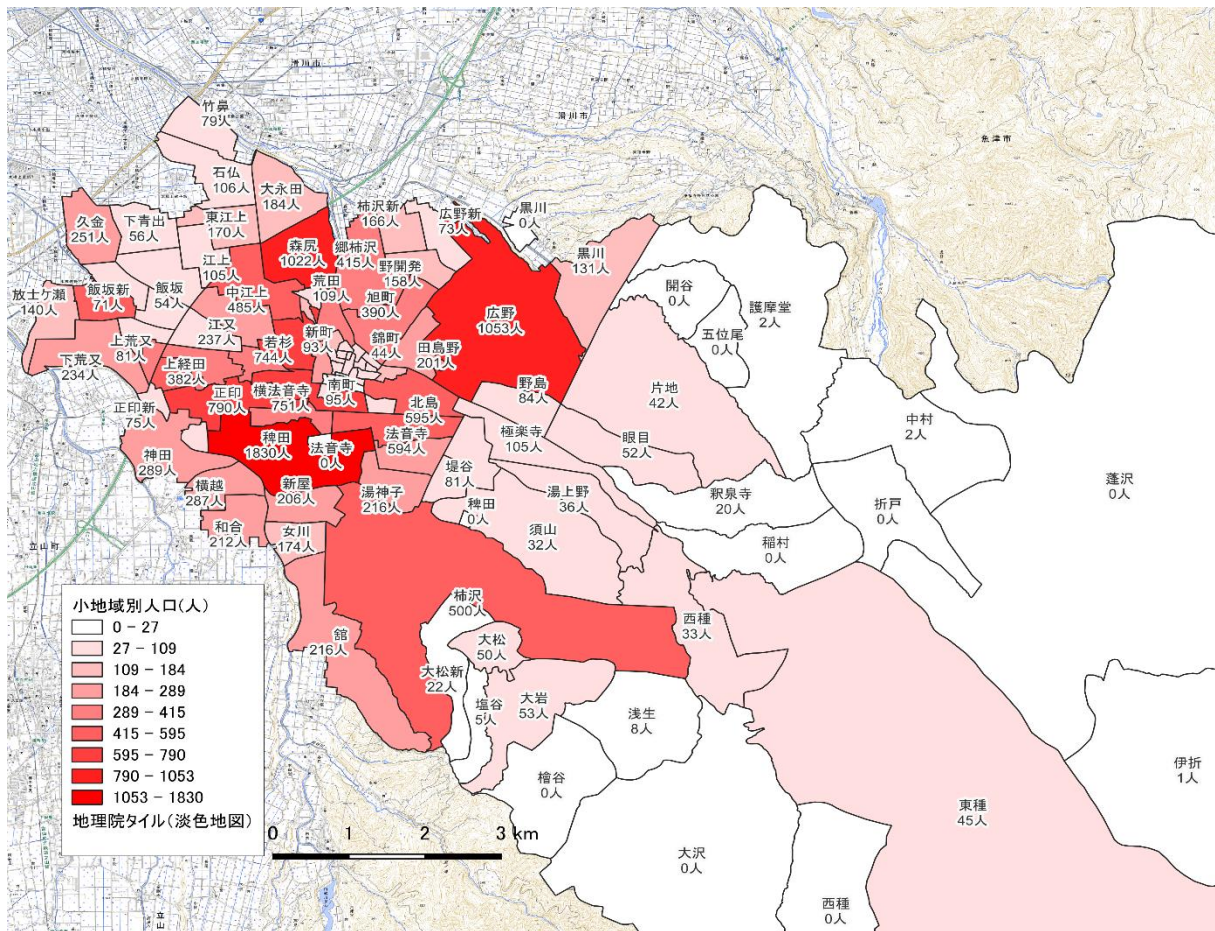 滑川市
滑川市
魚津市
竹鼻
79人
石仏
106人
大永田
184人
久金
251人
下青出
56人
東江上
170人
柿沢新
166人
広野新
73人
黒川
0人
森尻
1022人
郷柿沢
415人
黒川
131人
江上
105人
野開発
158人
放士ケ瀬
140人
飯坂新
71人
飯坂
54人
中江上
485人
荒田
109人
旭町
390人
広野
1053人
開谷
0人
護摩堂
2人
五位尾
0人
上荒又
81人
江又
237人
若杉
744人
新町
93人
錦町
44人
田島野
201人
下荒又
234人
上経田
382人
南町
95人
野島
84人
片地
42人
正印新
75人
正印
790人
横法音寺
751人
北島
595人
極楽寺
105人
眼目
52人
中村
2人
蓬沢
0人
神田
289人
稗田
1830人
法音寺
0人
法音寺
594人
堤谷
81人
湯上野
36人
釈泉寺
20人
折戸
0人
横越
287人
新屋
206人
湯神子
216人
稗田
0人
須山
32人
稲村
0人
和合
212人
女川
174人
立山町
柿沢
500人
西種
33人
舘
216人
大松
50人
大松新
22人
塩谷
5人
大岩
53人
浅生
8人
伊折
1人
檜谷
0人
東種
45人
大沢
0人
西種
0人
小地域別人口(人)
0 - 27
27 - 109
109 - 184
184 - 289
289 - 415
415 - 595
595 - 790
790 - 1053
1053 - 1830
地理院タイル(淡色地図)
0 1 2 3 km